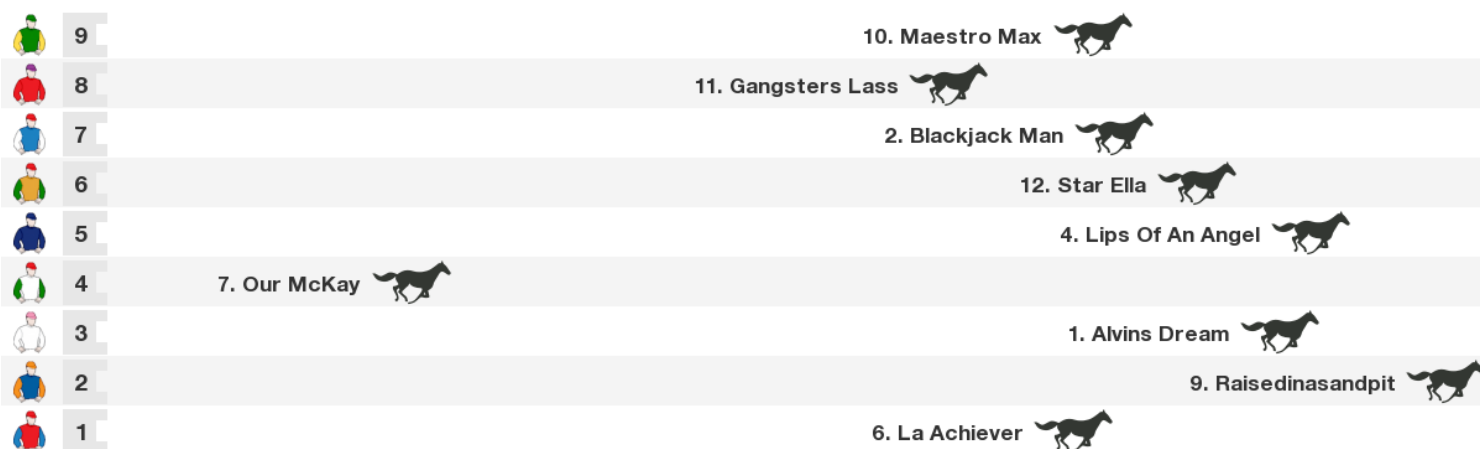 9 10. Maestro Max
8 11. Gangsters Lass
7 2. Blackjack Man
6 12. Star Ella
5 4. Lips Of An Angel
4 7. Our McKay
3 1. Alvins Dream
2 9. Raisedinasandpit
1 6. La Achiever